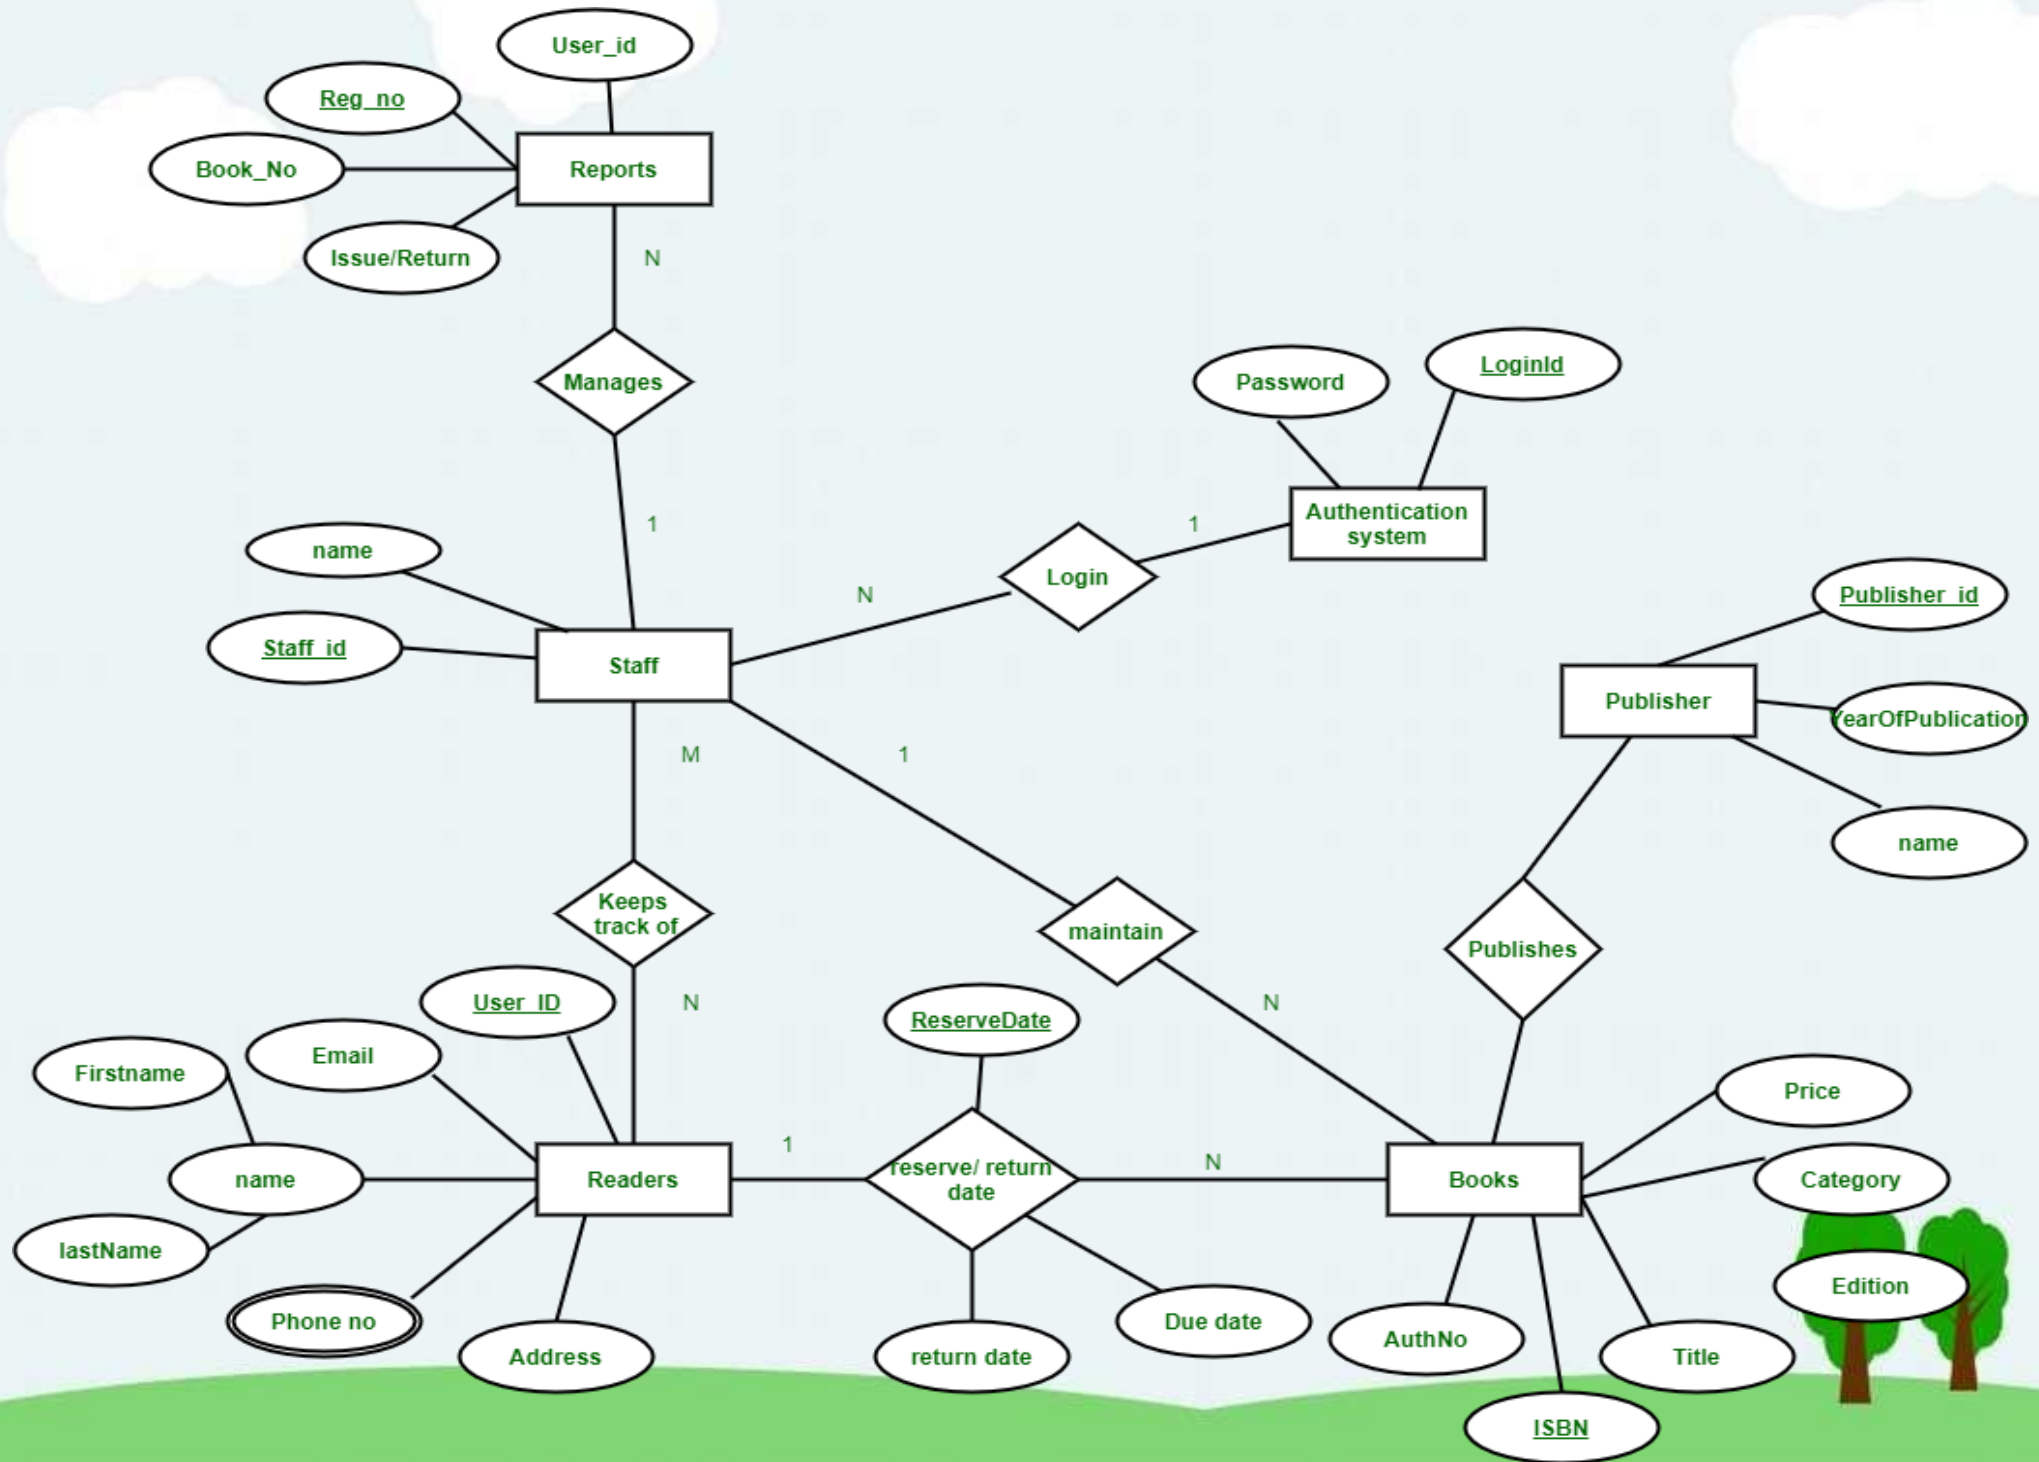 User_id
Reg_no
Book_No
Reports
Issue/Return
N
Manages
Password
LoginId
1
Authentication
system
1
name
Login
N
Publisher_id
Staff_id
Staff
Publisher
YearOfPublication
M
1
name
Keeps
track of
maintain
Publishes
User_ID
N
ReserveDate
N
Firstname
Email
Price
1
N
name
Readers
reserve/ return
date
Books
Category
lastName
Edition
Phone no
Due date
AuthNo
Address
return date
Title
ISBN